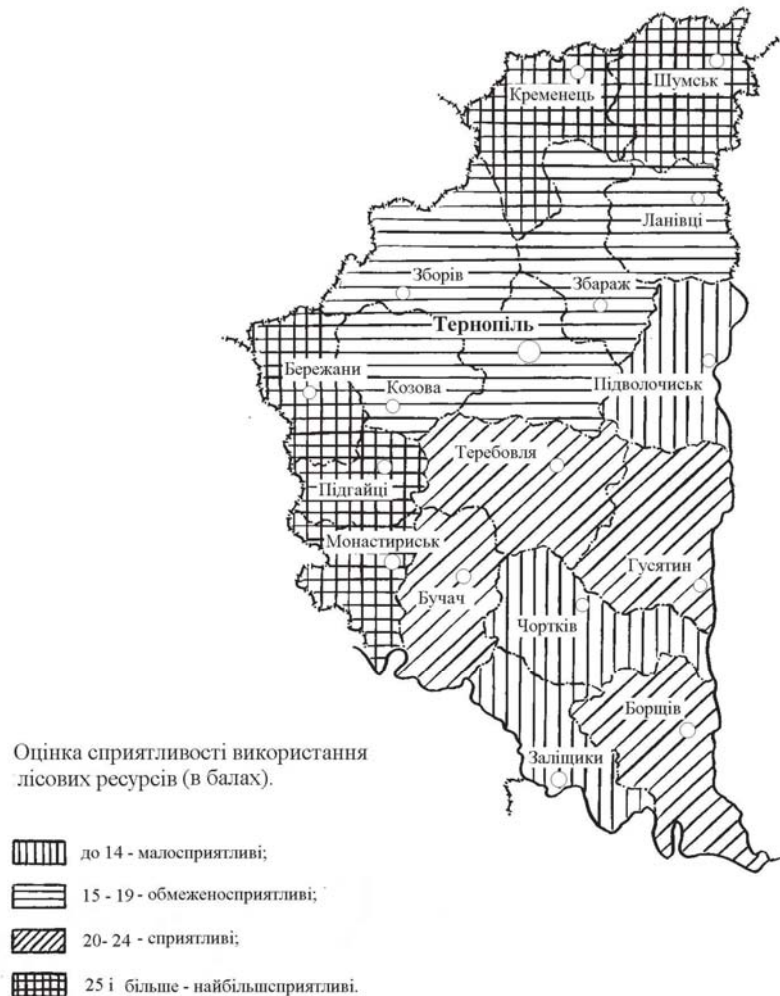 Шумськ
Кременець
Ланівці
Зборів
Збараж
Тернопіль
Бережани
Козова
Підволочиськ
Теребовля
Підгайці
Монастириськ
Гусятин
Бучач
Чортків
Борщів
Заліщики
Оцінка сприятливості використання
лісових ресурсів (в балах).
до 14 - малосприятливі;
15 - 19 - обмеженосприятливі;
20- 24 - сприятливі;
25 і більше - найбільшсприятливі.